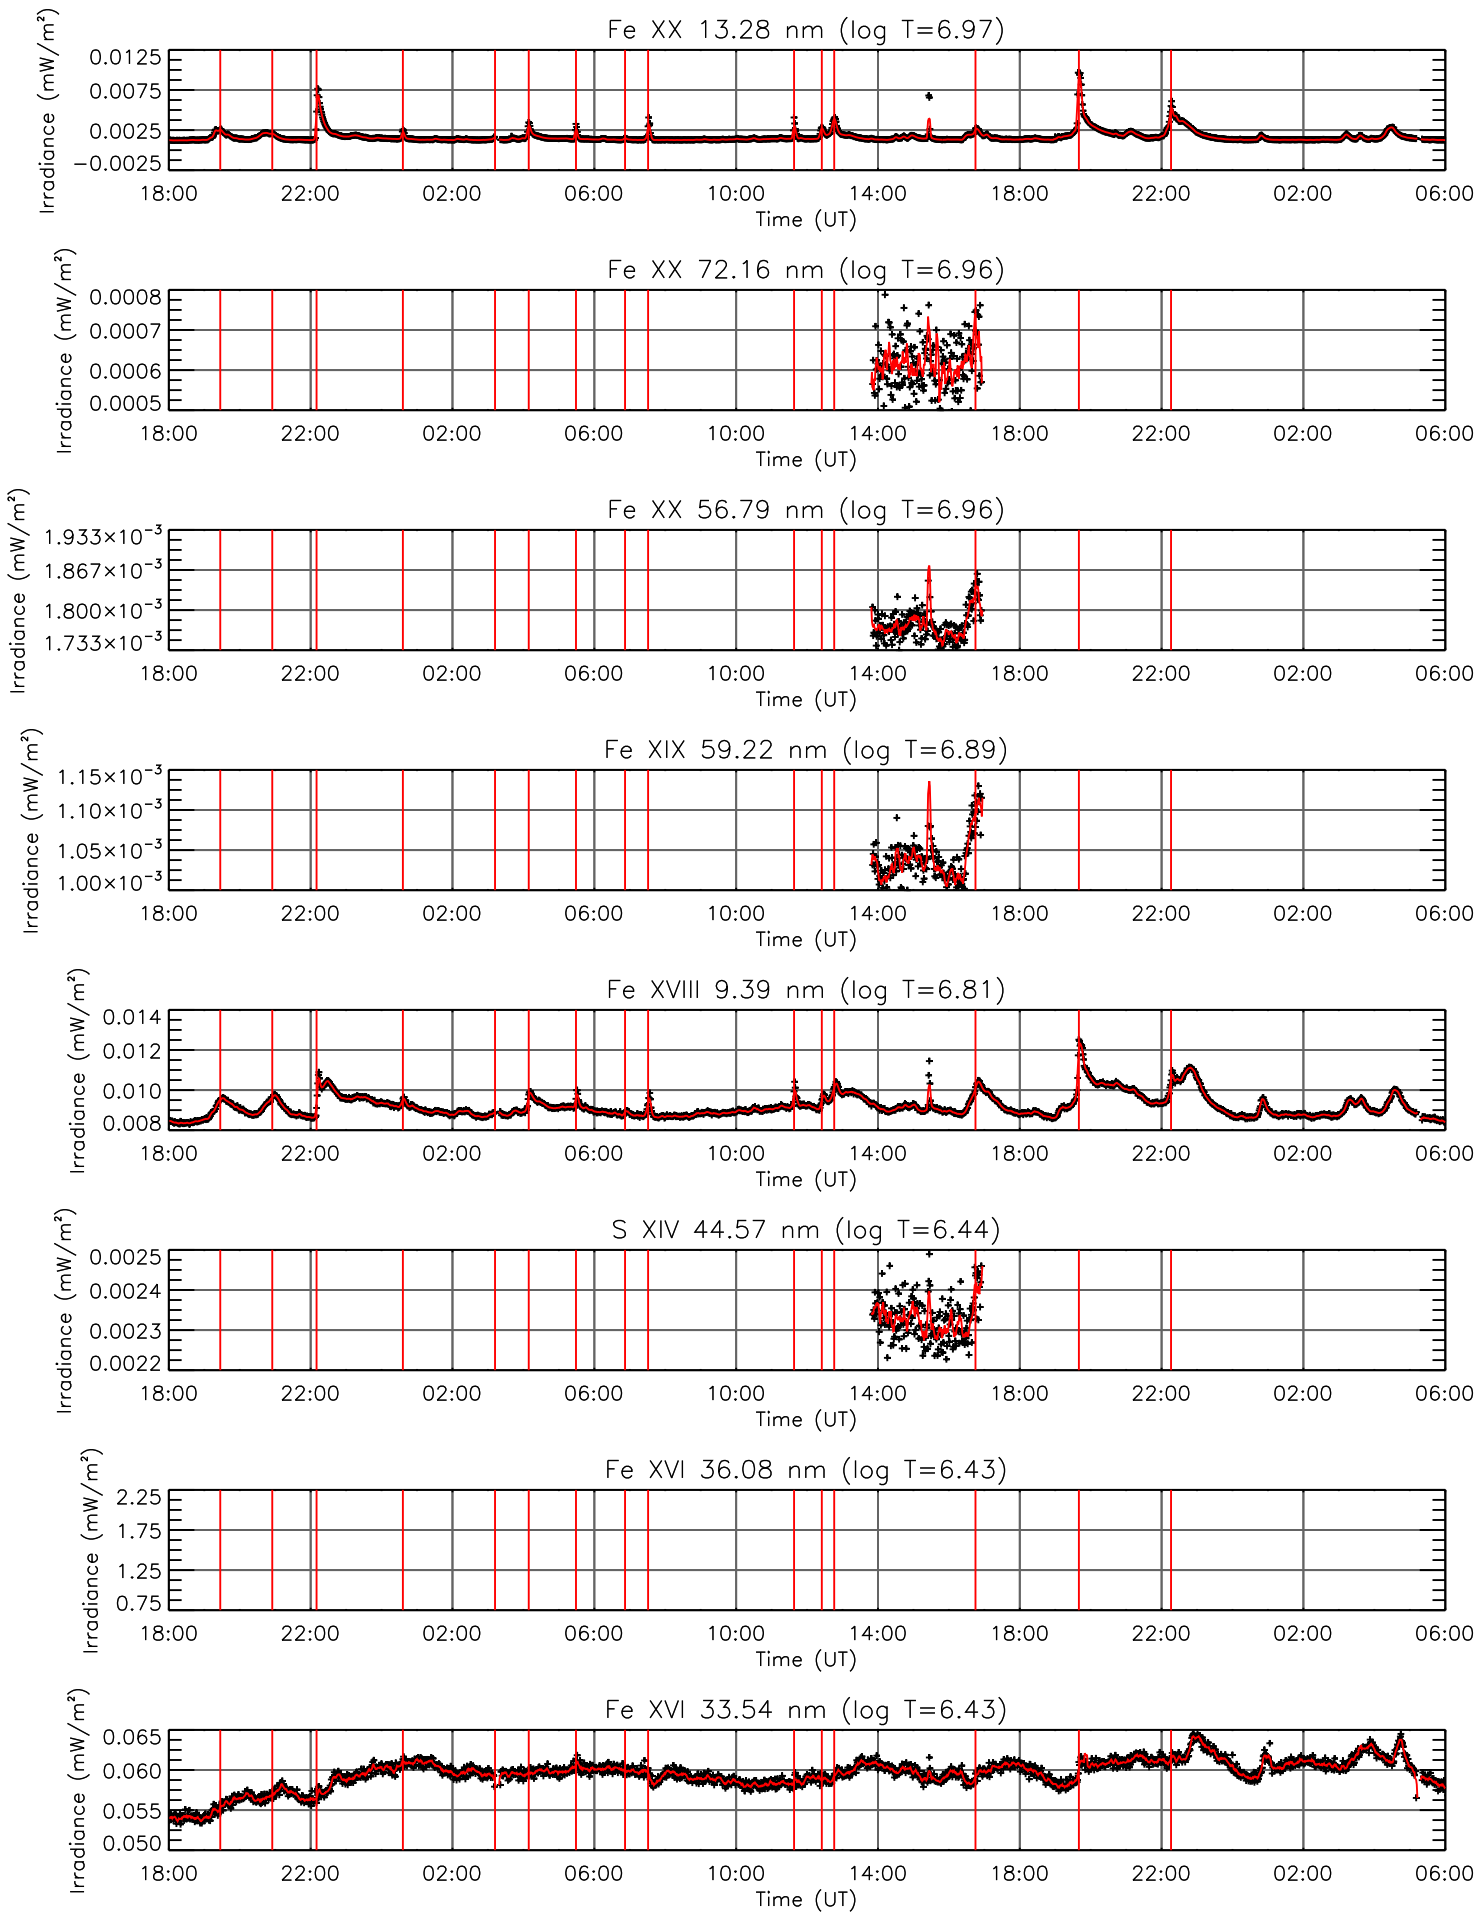 Fe XX 13.28 nm (log T=6.97)
Irradiance (mW/m²)
0.0125
0.0075
0.0025
−0.0025
18:00 22:00 02:00 06:00 10:00 14:00 18:00 22:00 02:00 06:00
Time (UT)
Fe XX 72.16 nm (log T=6.96)
Irradiance (mW/m²)
0.0008
0.0007
0.0006
0.0005
18:00 22:00 02:00 06:00 10:00 14:00 18:00 22:00 02:00 06:00
Time (UT)
Fe XX 56.79 nm (log T=6.96)
Irradiance (mW/m²)
1.933×10⁻³
1.867×10⁻³
1.800×10⁻³
1.733×10⁻³
18:00 22:00 02:00 06:00 10:00 14:00 18:00 22:00 02:00 06:00
Time (UT)
Fe XIX 59.22 nm (log T=6.89)
Irradiance (mW/m²)
1.15×10⁻³
1.10×10⁻³
1.05×10⁻³
1.00×10⁻³
18:00 22:00 02:00 06:00 10:00 14:00 18:00 22:00 02:00 06:00
Time (UT)
Fe XVIII 9.39 nm (log T=6.81)
Irradiance (mW/m²)
0.014
0.012
0.010
0.008
18:00 22:00 02:00 06:00 10:00 14:00 18:00 22:00 02:00 06:00
Time (UT)
S XIV 44.57 nm (log T=6.44)
Irradiance (mW/m²)
0.0025
0.0024
0.0023
0.0022
18:00 22:00 02:00 06:00 10:00 14:00 18:00 22:00 02:00 06:00
Time (UT)
Fe XVI 36.08 nm (log T=6.43)
Irradiance (mW/m²)
2.25
1.75
1.25
0.75
18:00 22:00 02:00 06:00 10:00 14:00 18:00 22:00 02:00 06:00
Time (UT)
Fe XVI 33.54 nm (log T=6.43)
Irradiance (mW/m²)
0.065
0.060
0.055
0.050
18:00 22:00 02:00 06:00 10:00 14:00 18:00 22:00 02:00 06:00
Time (UT)